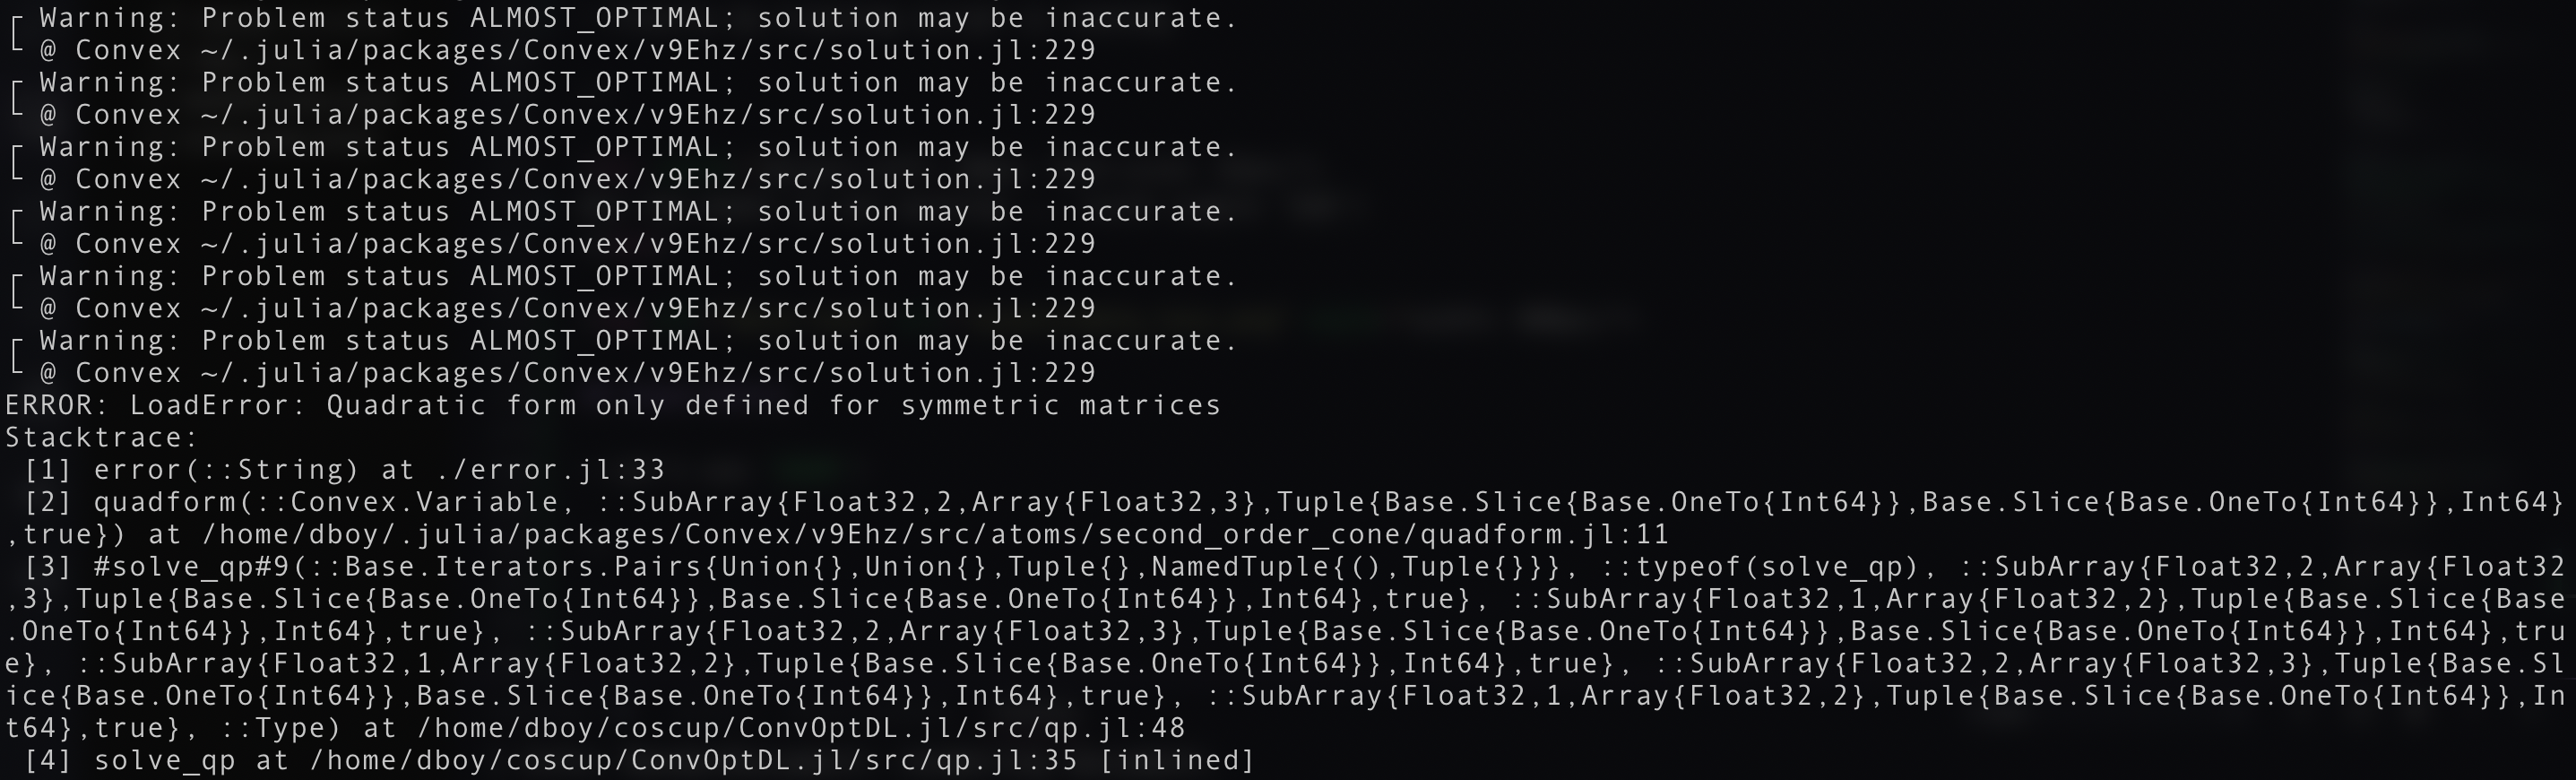 ┌ Warning: Problem status ALMOST_OPTIMAL; solution may be inaccurate.
└ @ Convex ~/.julia/packages/Convex/v9Ehz/src/solution.jl:229
┌ Warning: Problem status ALMOST_OPTIMAL; solution may be inaccurate.
└ @ Convex ~/.julia/packages/Convex/v9Ehz/src/solution.jl:229
┌ Warning: Problem status ALMOST_OPTIMAL; solution may be inaccurate.
└ @ Convex ~/.julia/packages/Convex/v9Ehz/src/solution.jl:229
┌ Warning: Problem status ALMOST_OPTIMAL; solution may be inaccurate.
└ @ Convex ~/.julia/packages/Convex/v9Ehz/src/solution.jl:229
┌ Warning: Problem status ALMOST_OPTIMAL; solution may be inaccurate.
└ @ Convex ~/.julia/packages/Convex/v9Ehz/src/solution.jl:229
┌ Warning: Problem status ALMOST_OPTIMAL; solution may be inaccurate.
└ @ Convex ~/.julia/packages/Convex/v9Ehz/src/solution.jl:229
ERROR: LoadError: Quadratic form only defined for symmetric matrices
Stacktrace:
 [1] error(::String) at ./error.jl:33
 [2] quadform(::Convex.Variable, ::SubArray{Float32,2,Array{Float32,3},Tuple{Base.Slice{Base.OneTo{Int64}},Base.Slice{Base.OneTo{Int64}},Int64}
,true}) at /home/dboy/.julia/packages/Convex/v9Ehz/src/atoms/second_order_cone/quadform.jl:11
 [3] #solve_qp#9(::Base.Iterators.Pairs{Union{},Union{},Tuple{},NamedTuple{(),Tuple{}}}, ::typeof(solve_qp), ::SubArray{Float32,2,Array{Float32
,3},Tuple{Base.Slice{Base.OneTo{Int64}},Base.Slice{Base.OneTo{Int64}},Int64},true}, ::SubArray{Float32,1,Array{Float32,2},Tuple{Base.Slice{Base
.OneTo{Int64}},Int64},true}, ::SubArray{Float32,2,Array{Float32,3},Tuple{Base.Slice{Base.OneTo{Int64}},Base.Slice{Base.OneTo{Int64}},Int64},tru
e}, ::SubArray{Float32,1,Array{Float32,2},Tuple{Base.Slice{Base.OneTo{Int64}},Int64},true}, ::SubArray{Float32,2,Array{Float32,3},Tuple{Base.Sl
ice{Base.OneTo{Int64}},Base.Slice{Base.OneTo{Int64}},Int64},true}, ::SubArray{Float32,1,Array{Float32,2},Tuple{Base.Slice{Base.OneTo{Int64}},In
t64},true}, ::Type) at /home/dboy/coscup/ConvOptDL.jl/src/qp.jl:48
 [4] solve_qp at /home/dboy/coscup/ConvOptDL.jl/src/qp.jl:35 [inlined]